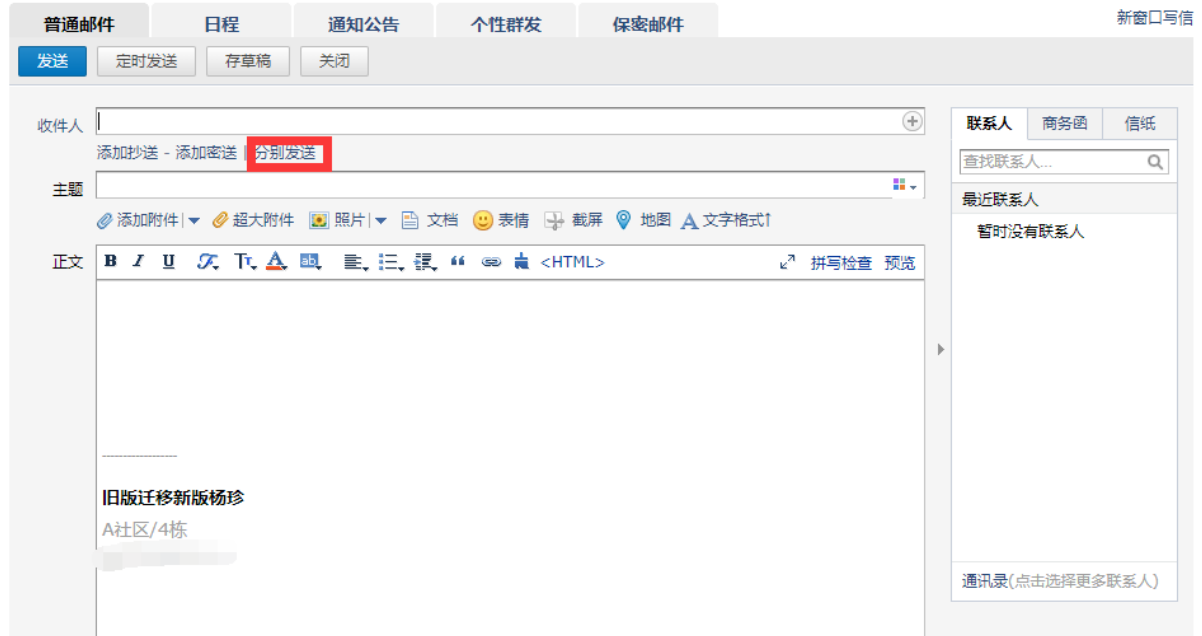 普通邮件 日程 通知公告 个性群发 保密邮件 新窗口写信
发送 定时发送 存草稿 关闭
收件人
添加抄送 - 添加密送 | 分别发送
主题
添加附件 | 超大附件 照片 | 文档 表情 截屏 地图 A 文字格式↑
正文 B I U <HTML> 拼写检查 预览
旧版迁移新版杨珍
A社区/4栋
联系人 商务函 信纸
查找联系人...
最近联系人
暂时没有联系人
通讯录(点击选择更多联系人)